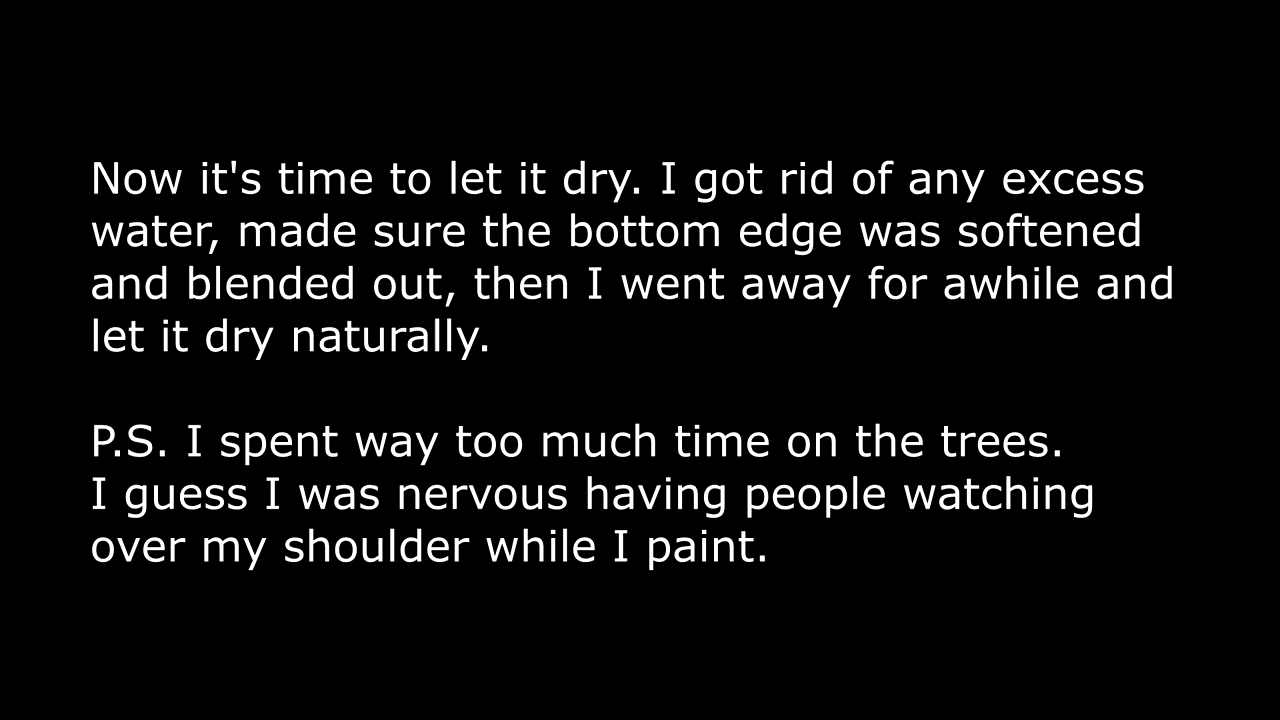 Now it's time to let it dry. I got rid of any excess
water, made sure the bottom edge was softened
and blended out, then I went away for awhile and
let it dry naturally.
P.S. I spent way too much time on the trees.
I guess I was nervous having people watching
over my shoulder while I paint.